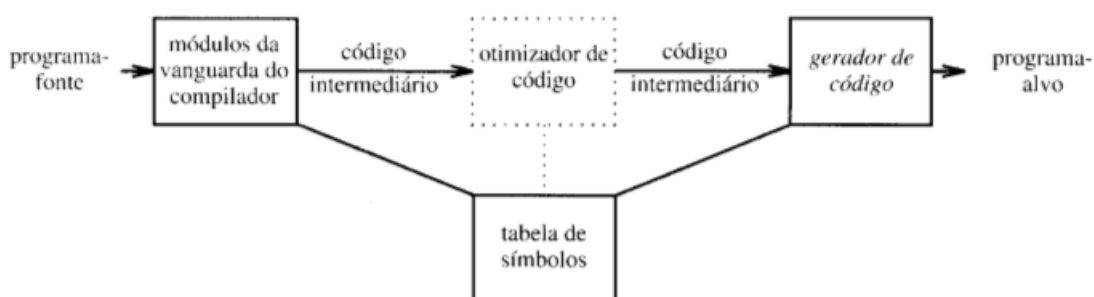 programa-
fonte
módulos da
vanguarda do
compilador
código
intermediário
otimizador de
código
código
intermediário
gerador de
código
programa-
alvo
tabela de
símbolos